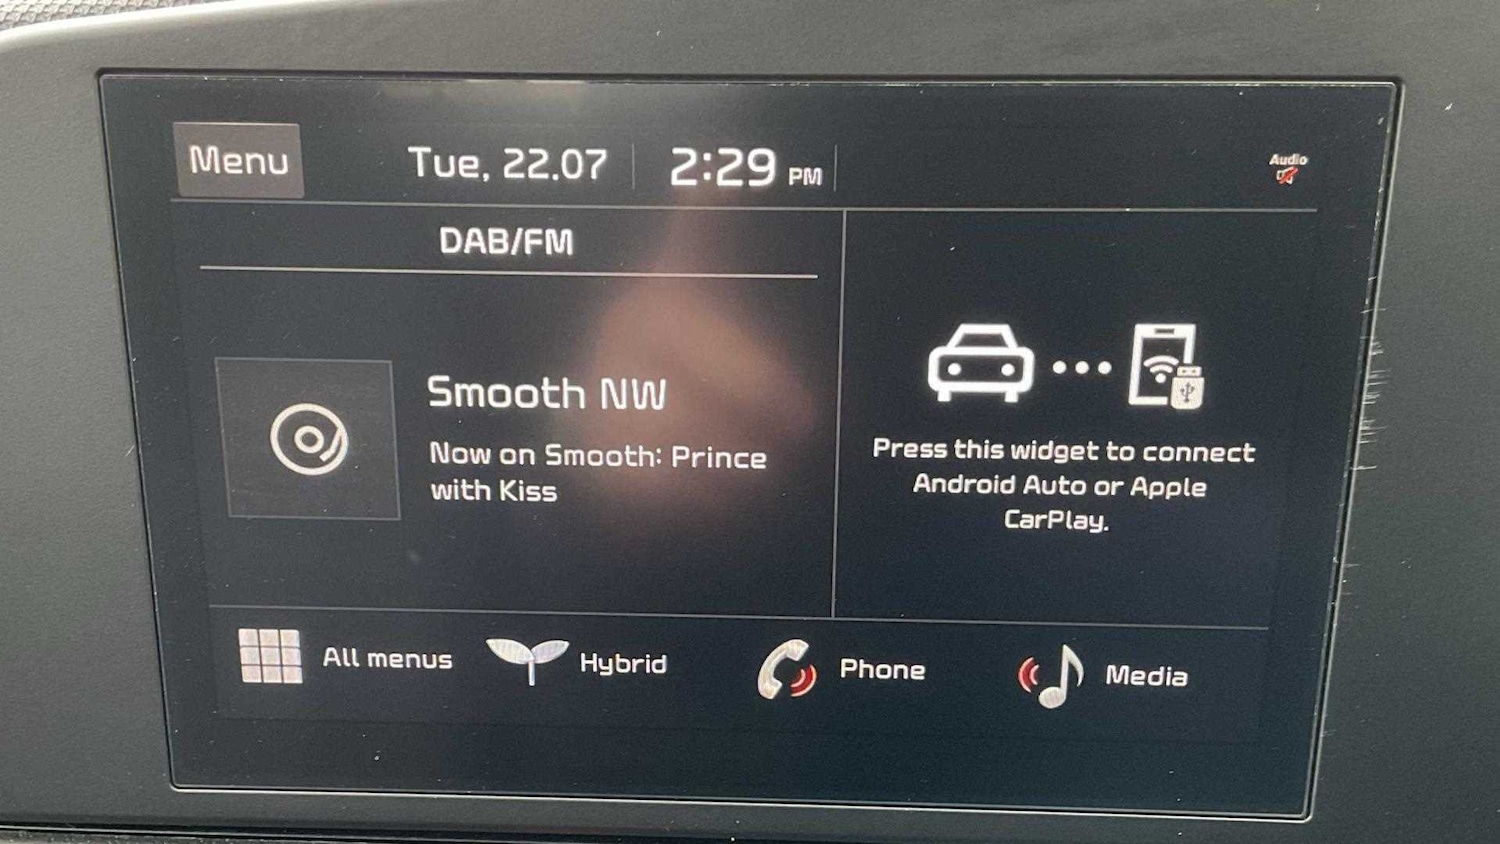 Menu
Tue, 22.07
2:29 PM
Audio
DAB/FM
Smooth NW
Now on Smooth: Prince
with Kiss
Press this widget to connect
Android Auto or Apple
CarPlay.
All menus
Hybrid
Phone
Media